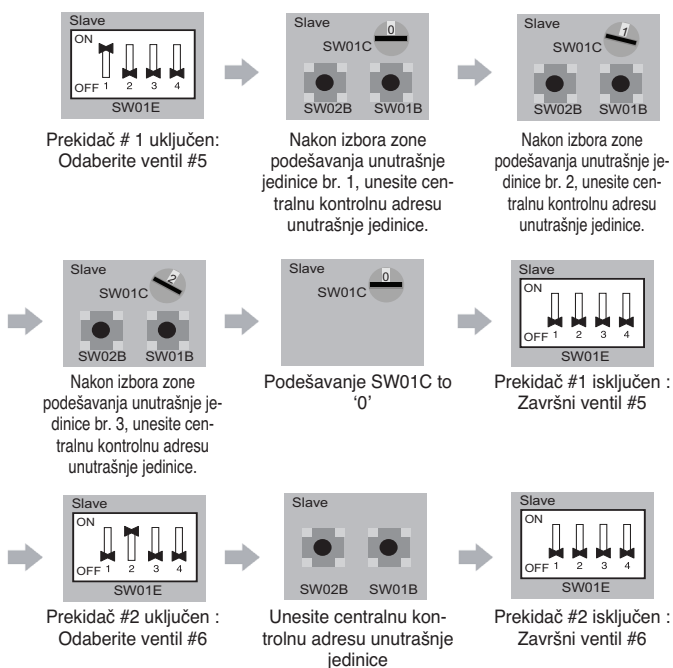 Slave
ON
OFF 1 2 3 4
SW01E
Prekidač # 1 uključen:
Odaberite ventil #5
Slave
0
SW01C
SW02B SW01B
Nakon izbora zone
podešavanja unutrašnje
jedinice br. 1, unesite cen-
tralnu kontrolnu adresu
unutrašnje jedinice.
Slave
1
SW01C
SW02B SW01B
Nakon izbora zone
podešavanja unutrašnje je-
dinice br. 2, unesite cen-
tralnu kontrolnu adresu
unutrašnje jedinice.
Slave
2
SW01C
SW02B SW01B
Nakon izbora zone
podešavanja unutrašnje je-
dinice br. 3, unesite cen-
tralnu kontrolnu adresu
unutrašnje jedinice.
Slave
0
SW01C
Podešavanje SW01C to
‘0’
Slave
ON
OFF 1 2 3 4
SW01E
Prekidač #1 isključen :
Završni ventil #5
Slave
ON
OFF 1 2 3 4
SW01E
Prekidač #2 uključen :
Odaberite ventil #6
Slave
SW02B SW01B
Unesite centralnu kon-
trolnu adresu unutrašnje
jedinice
Slave
ON
OFF 1 2 3 4
SW01E
Prekidač #2 isključen :
Završni ventil #6